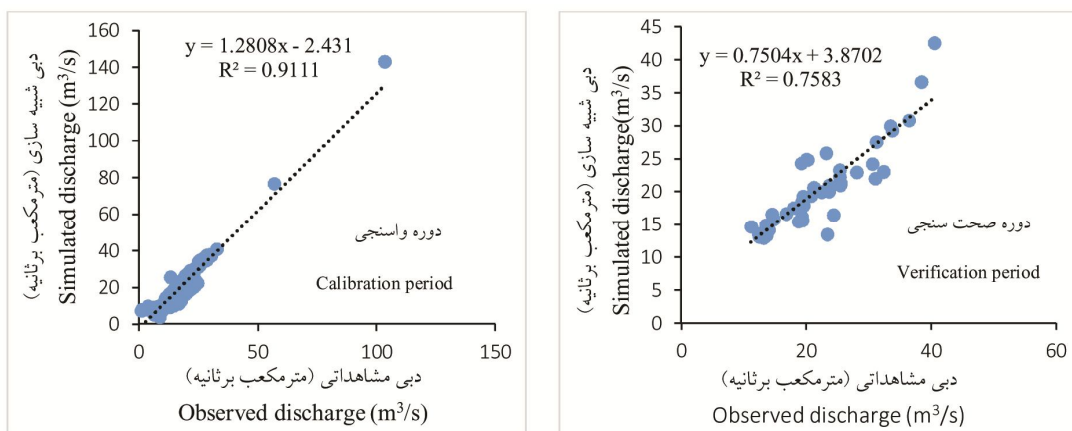 160
140
120
100
80
60
40
20
0
y = 1.2808x - 2.431
R² = 0.9111
دوره واسنجی
Calibration period
0 50 100 150
دبی شبیه سازی (مترمکعب برثانیه)
Simulated discharge (m³/s)
دبی مشاهداتی (مترمکعب برثانیه)
Observed discharge (m³/s)
45
40
35
30
25
20
15
10
5
0
y = 0.7504x + 3.8702
R² = 0.7583
دوره صحت سنجی
Verification period
0 20 40 60
دبی شبیه سازی (مترمکعب برثانیه)
Simulated discharge(m³/s)
دبی مشاهداتی (مترمکعب برثانیه)
Observed discharge (m³/s)